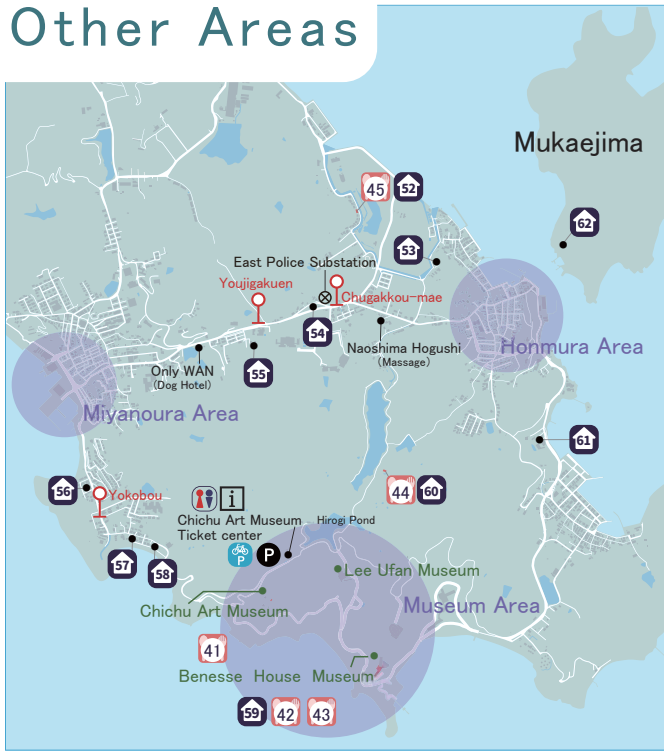 Other Areas
Mukaejima
45
52
62
53
East Police Substation
Youjigakuen
Chugakkou-mae
54
Naoshima Hogushi
(Massage)
Honmura Area
Only WAN
(Dog Hotel)
55
Miyanoura Area
61
56
Yokobou
44
60
i
Chichu Art Museum
Ticket center
Hirogi Pond
P
P
57
58
Lee Ufan Museum
Chichu Art Museum
Museum Area
41
Benesse House Museum
59
42
43